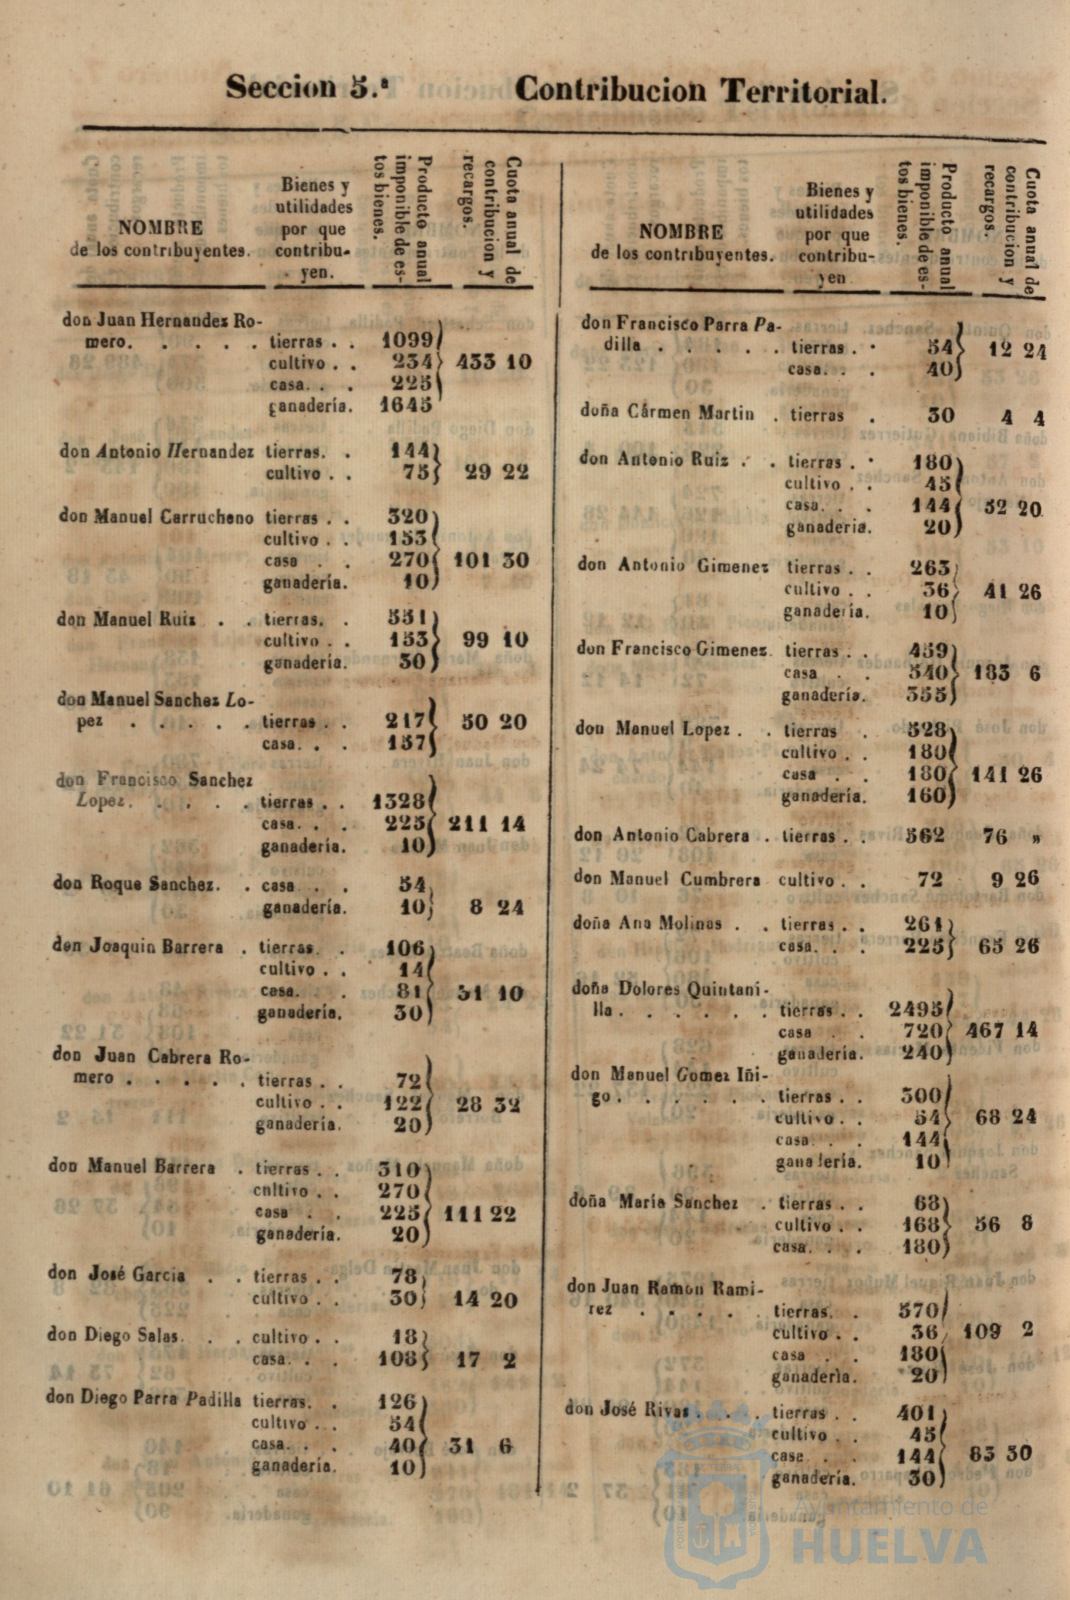 Seccion 5.ª Contribucion Territorial.
NOMBRE
de los contribuyentes.
Bienes y
utilidades
por que
contribu-
yen.
Producto anual
imponible de es-
tos bienes.
Cuota anual de
contribucion y
recargos.
don Juan Hernandez Ro-
mero. . . . . tierras . . 1099
cultivo . . 234 433 10
casa. . . 225
ganadería. 1645
don Antonio Hernandez tierras. . 144
cultivo . . 75 29 22
don Manuel Carrucheno tierras . . 320
cultivo . . 153
casa . . 270 101 30
ganadería. 10
don Manuel Ruiz . . tierras. . 551
cultivo . . 153 99 10
ganadería. 30
don Manuel Sanchez Lo-
pez . . . . . tierras . . 217 50 20
casa. . . 157
don Francisco Sanchez
Lopez. . . . . tierras . . 1328
casa. . . 225 211 14
ganadería. 10
don Roque Sanchez. . casa . . 54
ganadería. 10 8 24
don Joaquin Barrera . tierras. . 106
cultivo . . 14
casa. . . 81 31 10
ganadería. 30
don Juan Cabrera Ro-
mero . . . . . tierras . . 72
cultivo . . 122 28 32
ganadería. 20
don Manuel Barrera . tierras . . 310
cultivo . . 270
casa . . 225 111 22
ganadería. 20
don José Garcia . . tierras . . 78
cultivo . . 30 14 20
don Diego Salas. . . cultivo . . 18
casa. . . 108 17 2
don Diego Parra Padilla tierras. . 126
cultivo . . 54
casa. . . 40 31 6
ganadería. 10
NOMBRE
de los contribuyentes.
Bienes y
utilidades
por que
contribu-
yen
Producto anual
imponible de es-
tos bienes.
Cuota anual de
contribucion y
recargos.
don Francisco Parra Pa-
dilla . . . . . tierras . . 54 12 24
casa. . . 40
doña Cármen Martin . tierras . 30 4 4
don Antonio Ruiz . . tierras . . 180
cultivo . . 45
casa. . . 144 52 20
ganadería. 20
don Antonio Gimenez tierras . . 263
cultivo . . 36 41 26
ganadería. 10
don Francisco Gimenez tierras . . 459
casa . . 540 183 6
ganadería. 355
don Manuel Lopez . . tierras . 528
cultivo . . 180
casa . . 180 141 26
ganadería. 160
don Antonio Cabrera . tierras . . 562 76 »
don Manuel Cumbrera cultivo . . 72 9 26
doña Ana Molinas . . tierras . . 261
casa. . . 225 65 26
doña Dolores Quintani-
lla . . . . . . tierras . . 2495
casa . . 720 467 14
ganadería. 240
don Manuel Gomez Iñi-
go . . . . . . tierras . . 300
cultivo . . 54 68 24
casa . . 144
ganadería. 10
doña María Sanchez . tierras . . 63
cultivo . . 168 56 8
casa. . . 180
don Juan Ramon Rami-
rez . . . . . tierras. . 570
cultivo . . 36 109 2
casa . . 180
ganadería. 20
don José Rivas . . . tierras . . 401
cultivo . . 45
casa . . 144 83 30
ganadería. 30
Ayuntamiento de
HUELVA